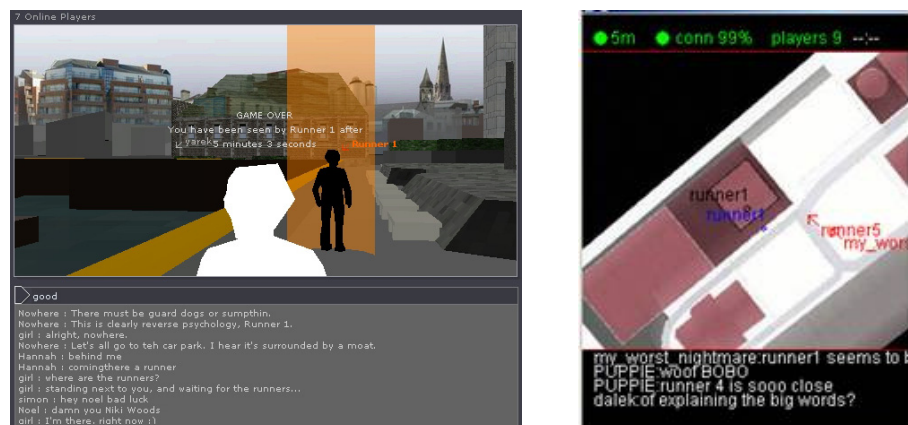 7 Online Players
GAME OVER
You have been seen by Runner 1 after
yarok 5 minutes 3 seconds
Runner 1
good
Nowhere : There must be guard dogs or sumpthin.
Nowhere : This is clearly reverse psychology, Runner 1.
girl : alright, nowhere.
Nowhere : Let's all go to teh car park. I hear it's surrounded by a moat.
Hannah : behind me
Hannah : comingthere a runner
girl : where are the runners?
girl : standing next to you, and waiting for the runners...
simon : hey noel bad luck
Noel : damn you Niki Woods
girl : I'm there, right now :)
5m conn 99% players 9 --:--
runner1
runner1
runner5
my_wors
my_worst_nightmare:runner1 seems to b
PUPPIE:woof BOBO
PUPPIE:runner 4 is sooo close
dalek:of explaining the big words?